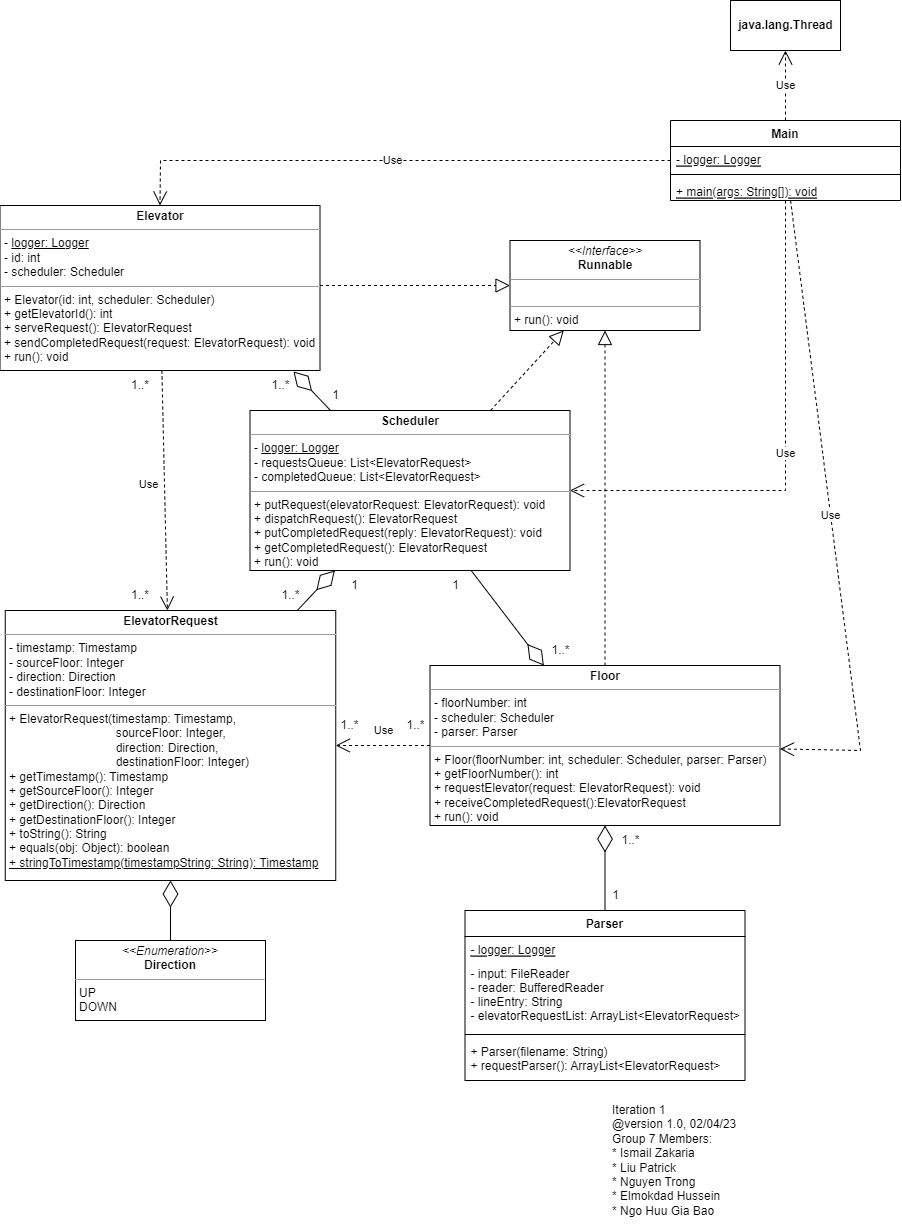 java.lang.Thread
Use
Main
- logger: Logger
+ main(args: String[]): void
Use
Elevator
- logger: Logger
- id: int
- scheduler: Scheduler
+ Elevator(id: int, scheduler: Scheduler)
+ getElevatorId(): int
+ serveRequest(): ElevatorRequest
+ sendCompletedRequest(request: ElevatorRequest): void
+ run(): void
<<Interface>>
Runnable
+ run(): void
1..*
1..*
1
Scheduler
- logger: Logger
- requestsQueue: List<ElevatorRequest>
- completedQueue: List<ElevatorRequest>
+ putRequest(elevatorRequest: ElevatorRequest): void
+ dispatchRequest(): ElevatorRequest
+ putCompletedRequest(reply: ElevatorRequest): void
+ getCompletedRequest(): ElevatorRequest
+ run(): void
Use
Use
Use
1..*
1..*
1
1
1..*
ElevatorRequest
- timestamp: Timestamp
- sourceFloor: Integer
- direction: Direction
- destinationFloor: Integer
+ ElevatorRequest(timestamp: Timestamp,
sourceFloor: Integer,
direction: Direction,
destinationFloor: Integer)
+ getTimestamp(): Timestamp
+ getSourceFloor(): Integer
+ getDirection(): Direction
+ getDestinationFloor(): Integer
+ toString(): String
+ equals(obj: Object): boolean
+ stringToTimestamp(timestampString: String): Timestamp
1..*
Use
1..*
Floor
- floorNumber: int
- scheduler: Scheduler
- parser: Parser
+ Floor(floorNumber: int, scheduler: Scheduler, parser: Parser)
+ getFloorNumber(): int
+ requestElevator(request: ElevatorRequest): void
+ receiveCompletedRequest():ElevatorRequest
+ run(): void
1..*
1
<<Enumeration>>
Direction
UP
DOWN
Parser
- logger: Logger
- input: FileReader
- reader: BufferedReader
- lineEntry: String
- elevatorRequestList: ArrayList<ElevatorRequest>
+ Parser(filename: String)
+ requestParser(): ArrayList<ElevatorRequest>
Iteration 1
@version 1.0, 02/04/23
Group 7 Members:
* Ismail Zakaria
* Liu Patrick
* Nguyen Trong
* Elmokdad Hussein
* Ngo Huu Gia Bao